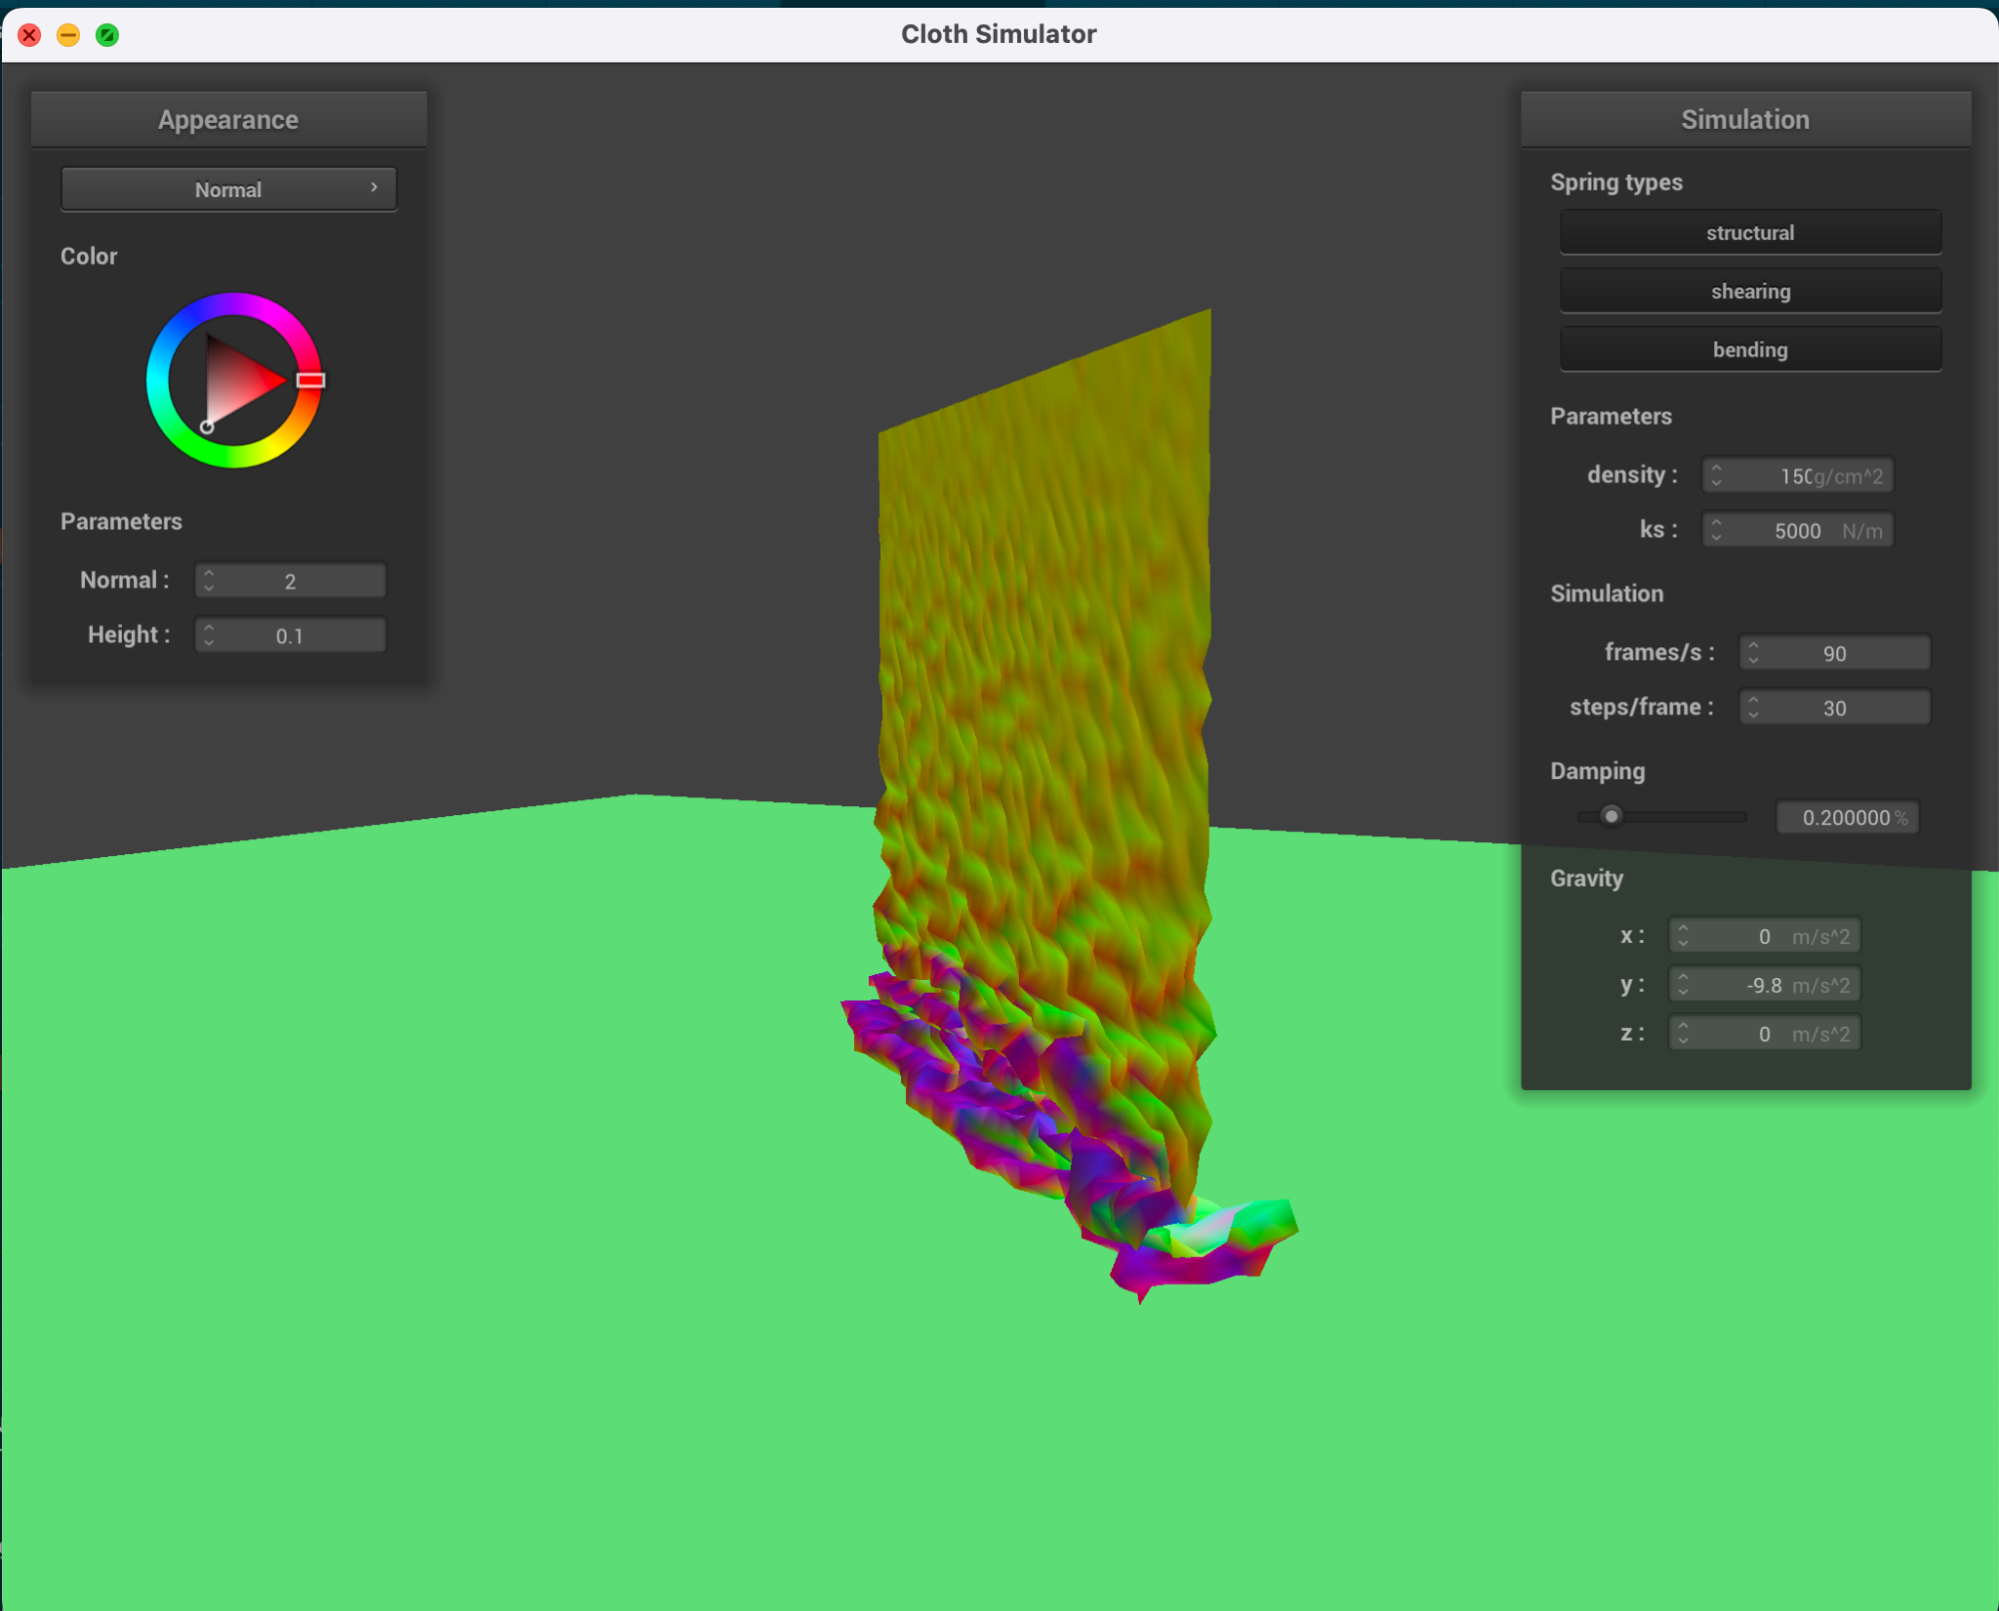 Cloth Simulator
Appearance
Normal
Color
Parameters
Normal : 2
Height : 0.1
Simulation
Spring types
structural
shearing
bending
Parameters
density : 150 g/cm^2
ks : 5000 N/m
Simulation
frames/s : 90
steps/frame : 30
Damping
0.200000 %
Gravity
x : 0 m/s^2
y : -9.8 m/s^2
z : 0 m/s^2